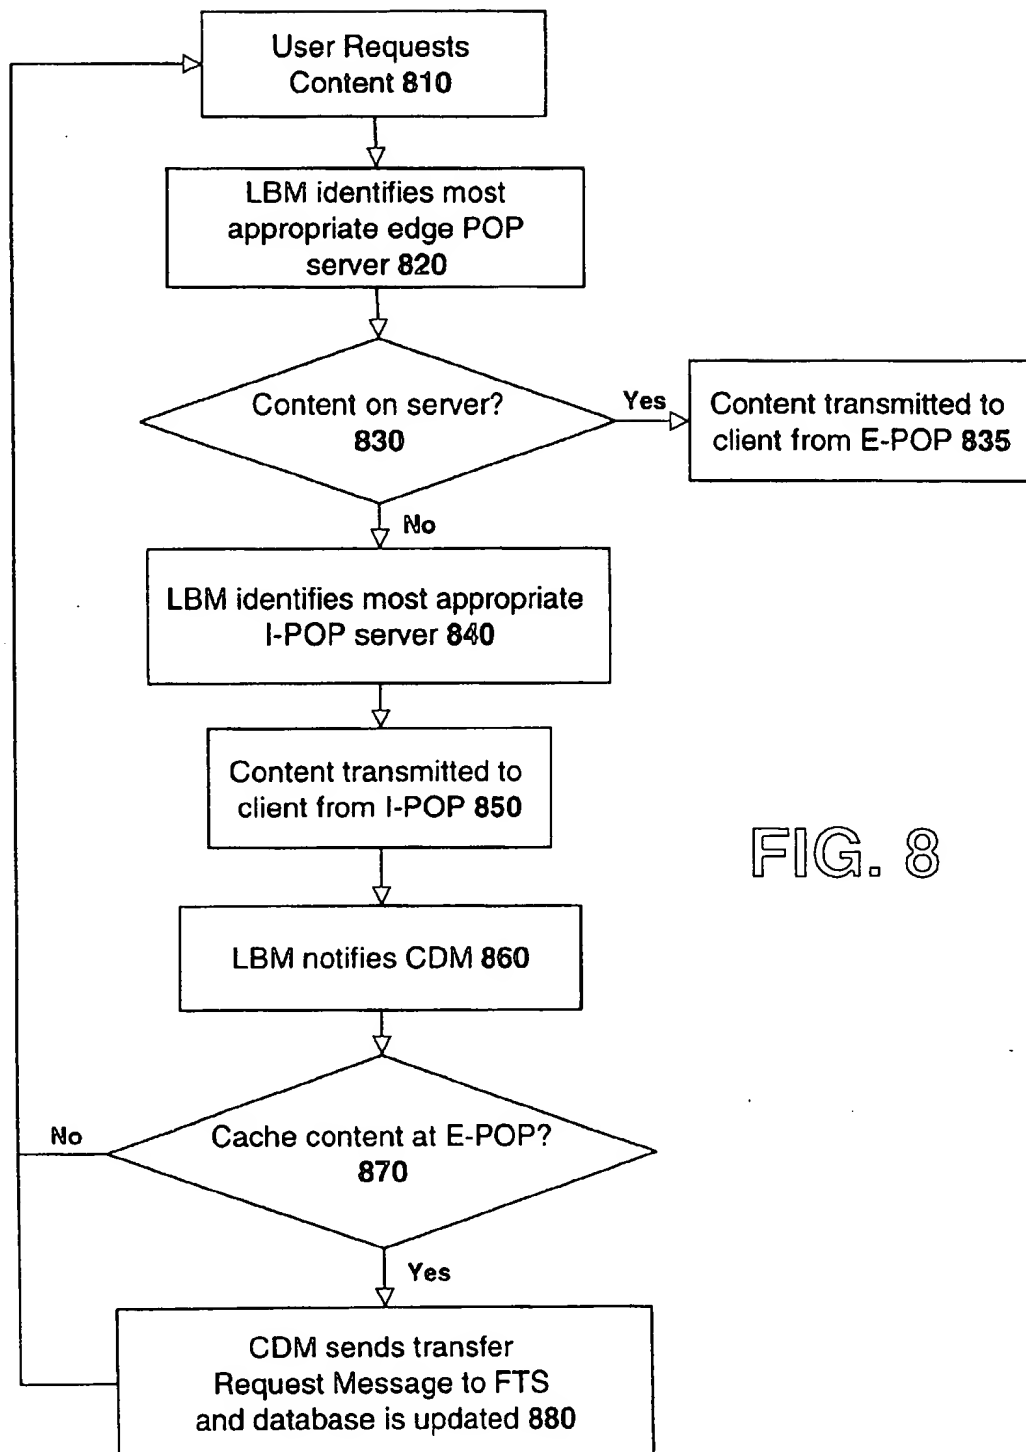 User Requests
Content 810
LBM identifies most
appropriate edge POP
server 820
Content on server?
830
Yes
Content transmitted to
client from E-POP 835
No
LBM identifies most appropriate
I-POP server 840
Content transmitted to
client from I-POP 850
FIG. 8
LBM notifies CDM 860
No
Cache content at E-POP?
870
Yes
CDM sends transfer
Request Message to FTS
and database is updated 880